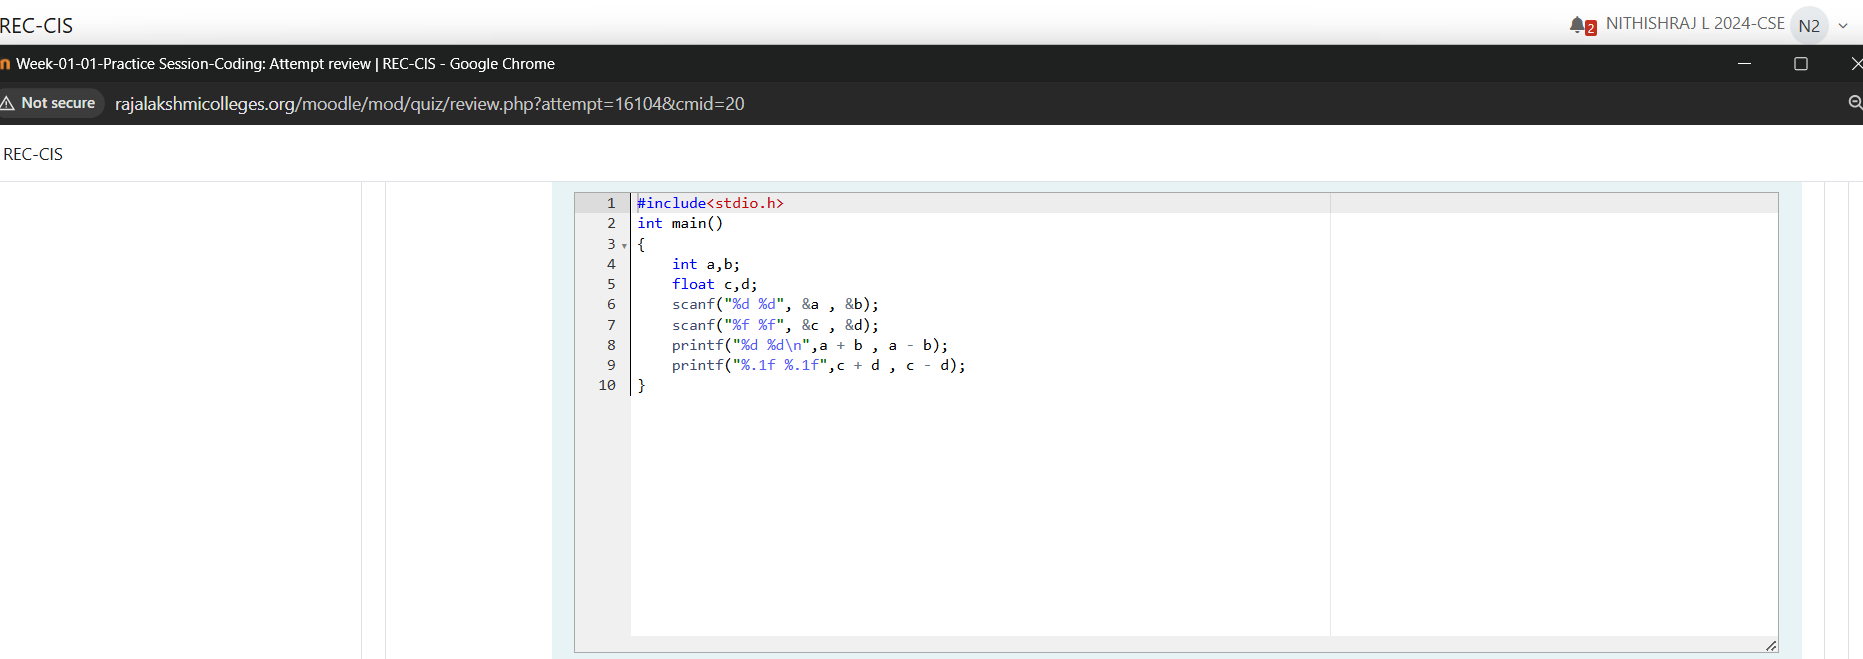 REC-CIS
2 NITHISHRAJ L 2024-CSE N2
Week-01-01-Practice Session-Coding: Attempt review | REC-CIS - Google Chrome
Not secure rajalakshmicolleges.org/moodle/mod/quiz/review.php?attempt=16104&cmid=20
REC-CIS
1 #include<stdio.h>
2 int main()
3 {
4     int a,b;
5     float c,d;
6     scanf("%d %d", &a , &b);
7     scanf("%f %f", &c , &d);
8     printf("%d %d\n",a + b , a - b);
9     printf("%.1f %.1f",c + d , c - d);
10 }